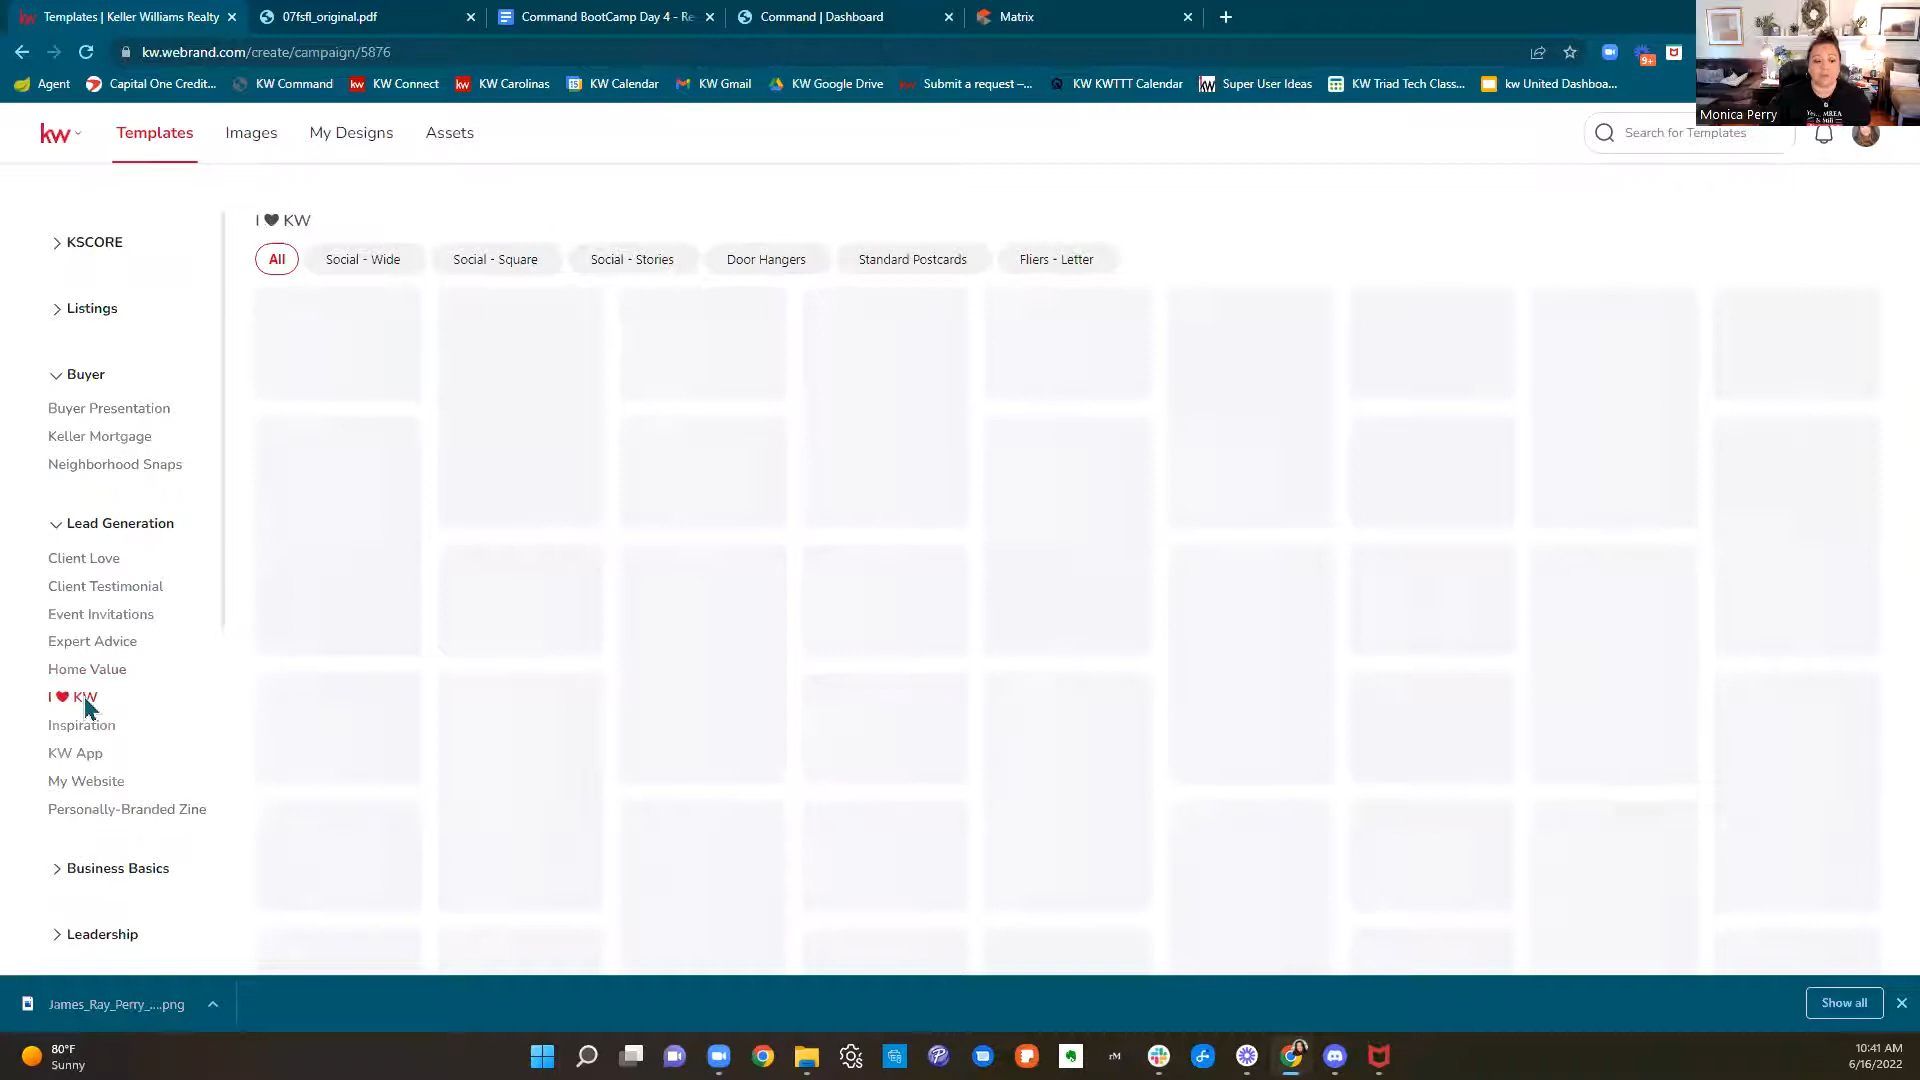 Templates | Keller Williams Realty
07fsfl_original.pdf
Command BootCamp Day 4 - Re
Command | Dashboard
Matrix
kw.webrand.com/create/campaign/5876
9+
Agent
Capital One Credit...
KW Command
KW Connect
KW Carolinas
KW Calendar
KW Gmail
KW Google Drive
Submit a request –...
KW KWTTT Calendar
Super User Ideas
KW Triad Tech Class...
kw United Dashboa...
Monica Perry
kw
Templates
Images
My Designs
Assets
Search for Templates
KSCORE
Listings
Buyer
Buyer Presentation
Keller Mortgage
Neighborhood Snaps
Lead Generation
Client Love
Client Testimonial
Event Invitations
Expert Advice
Home Value
I ♥ KW
Inspiration
KW App
My Website
Personally-Branded Zine
Business Basics
Leadership
I ♥ KW
All
Social - Wide
Social - Square
Social - Stories
Door Hangers
Standard Postcards
Fliers - Letter
James_Ray_Perry_....png
Show all
80°F
Sunny
rM
10:41 AM
6/16/2022